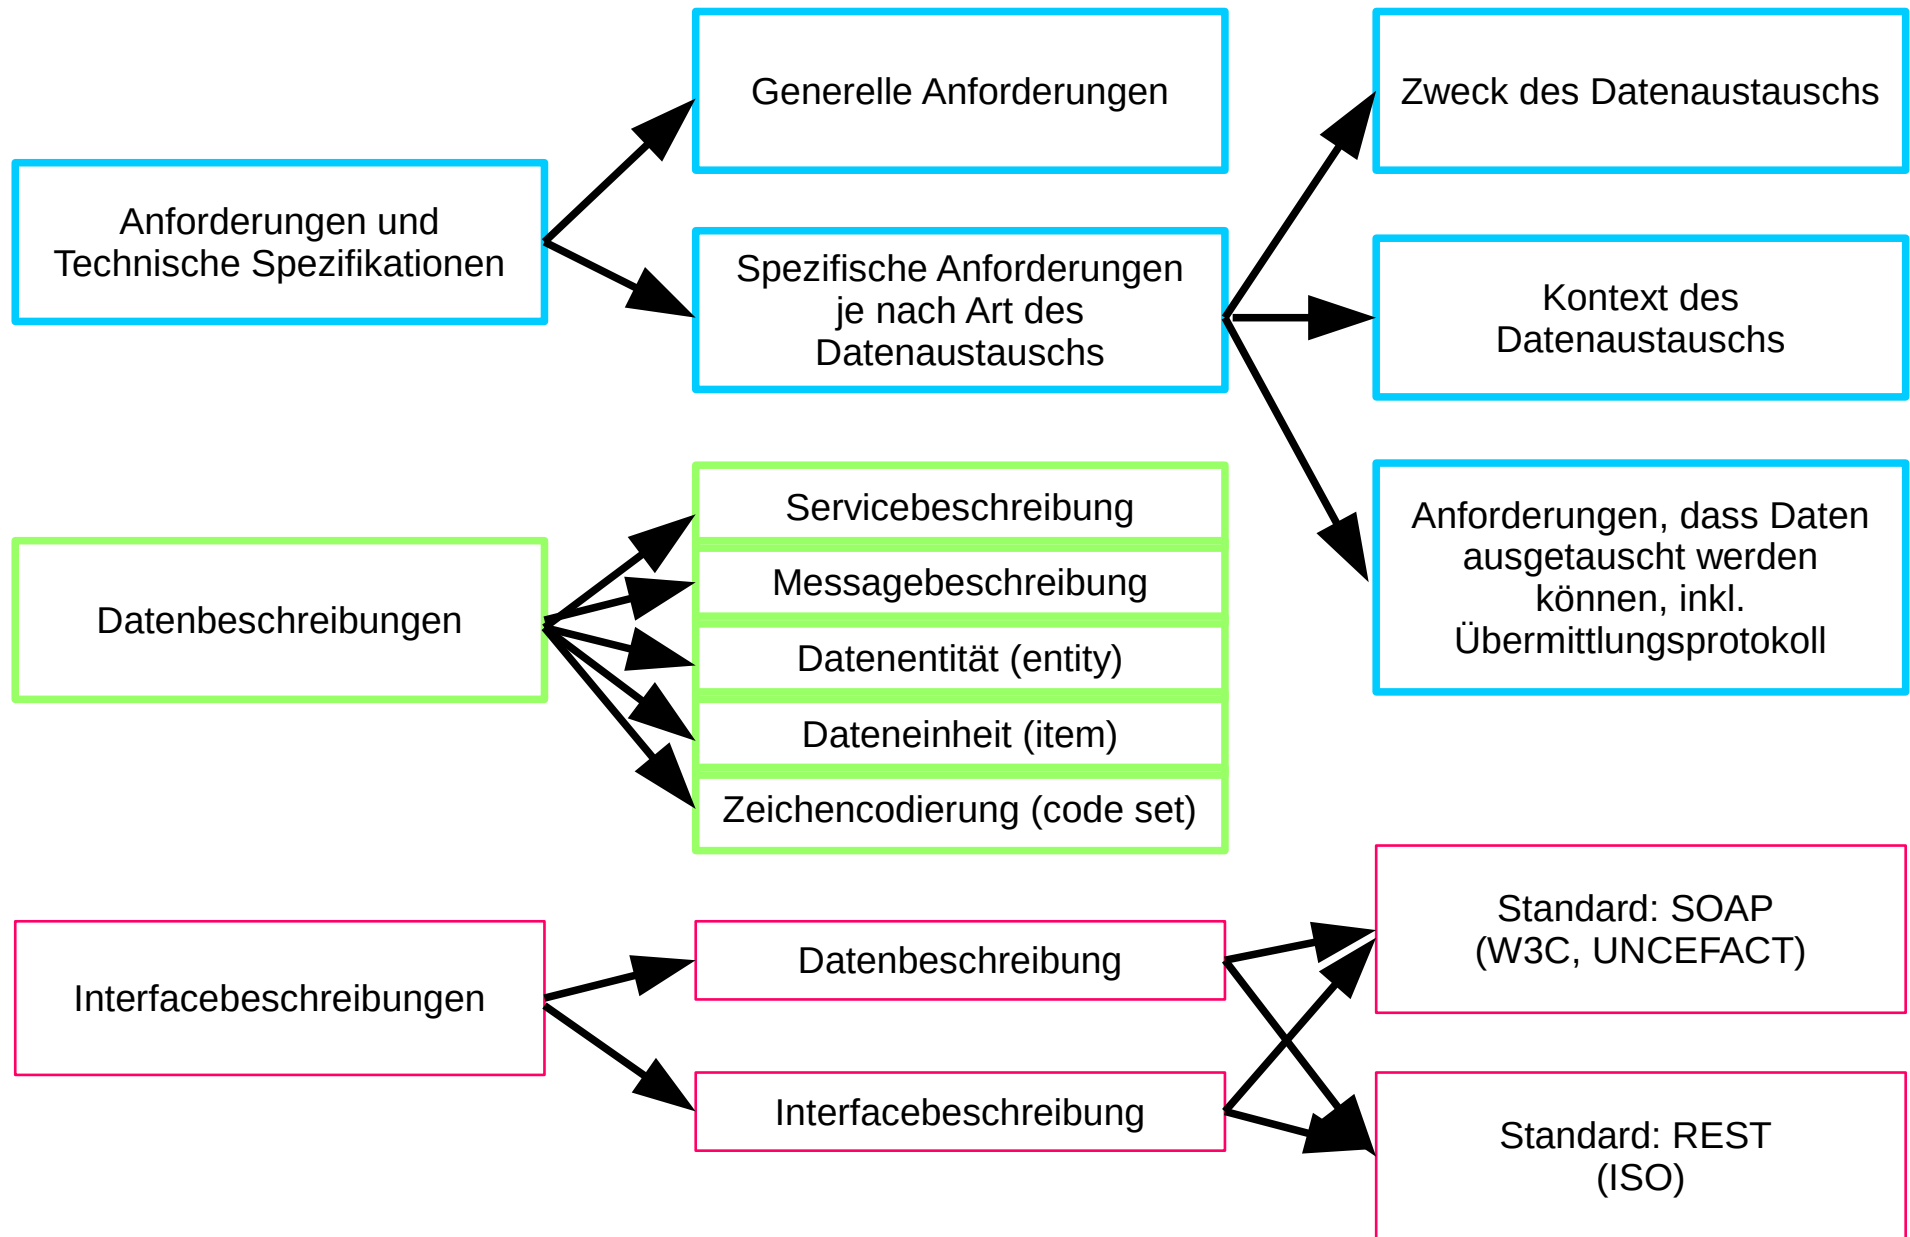 Generelle Anforderungen
Zweck des Datenaustauschs
Anforderungen und
Technische Spezifikationen
Spezifische Anforderungen
je nach Art des
Datenaustauschs
Kontext des
Datenaustauschs
Anforderungen, dass Daten
ausgetauscht werden
können, inkl.
Übermittlungsprotokoll
Datenbeschreibungen
Servicebeschreibung
Messagebeschreibung
Datenentität (entity)
Dateneinheit (item)
Zeichencodierung (code set)
Interfacebeschreibungen
Datenbeschreibung
Interfacebeschreibung
Standard: SOAP
(W3C, UNCEFACT)
Standard: REST
(ISO)